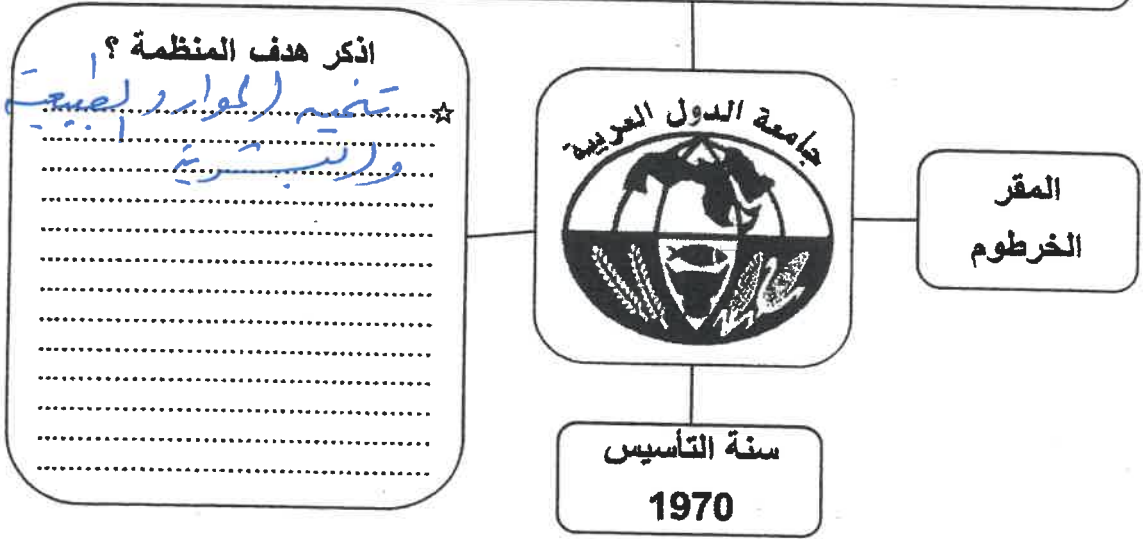 اذكر هدف المنظمة ؟
☆ تنمية الموارد الطبيعية
والبشرية
جامعة الدول العربية
المقر
الخرطوم
سنة التأسيس
1970